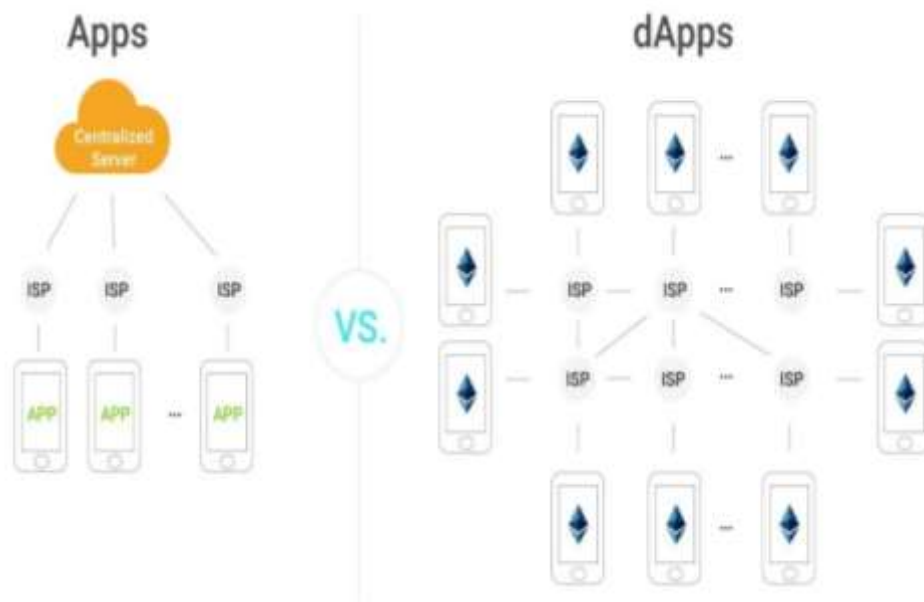 Apps
dApps
Centralized
Server
ISP
ISP
ISP
APP
APP
...
APP
VS.
...
ISP
ISP
...
ISP
ISP
ISP
...
ISP
...